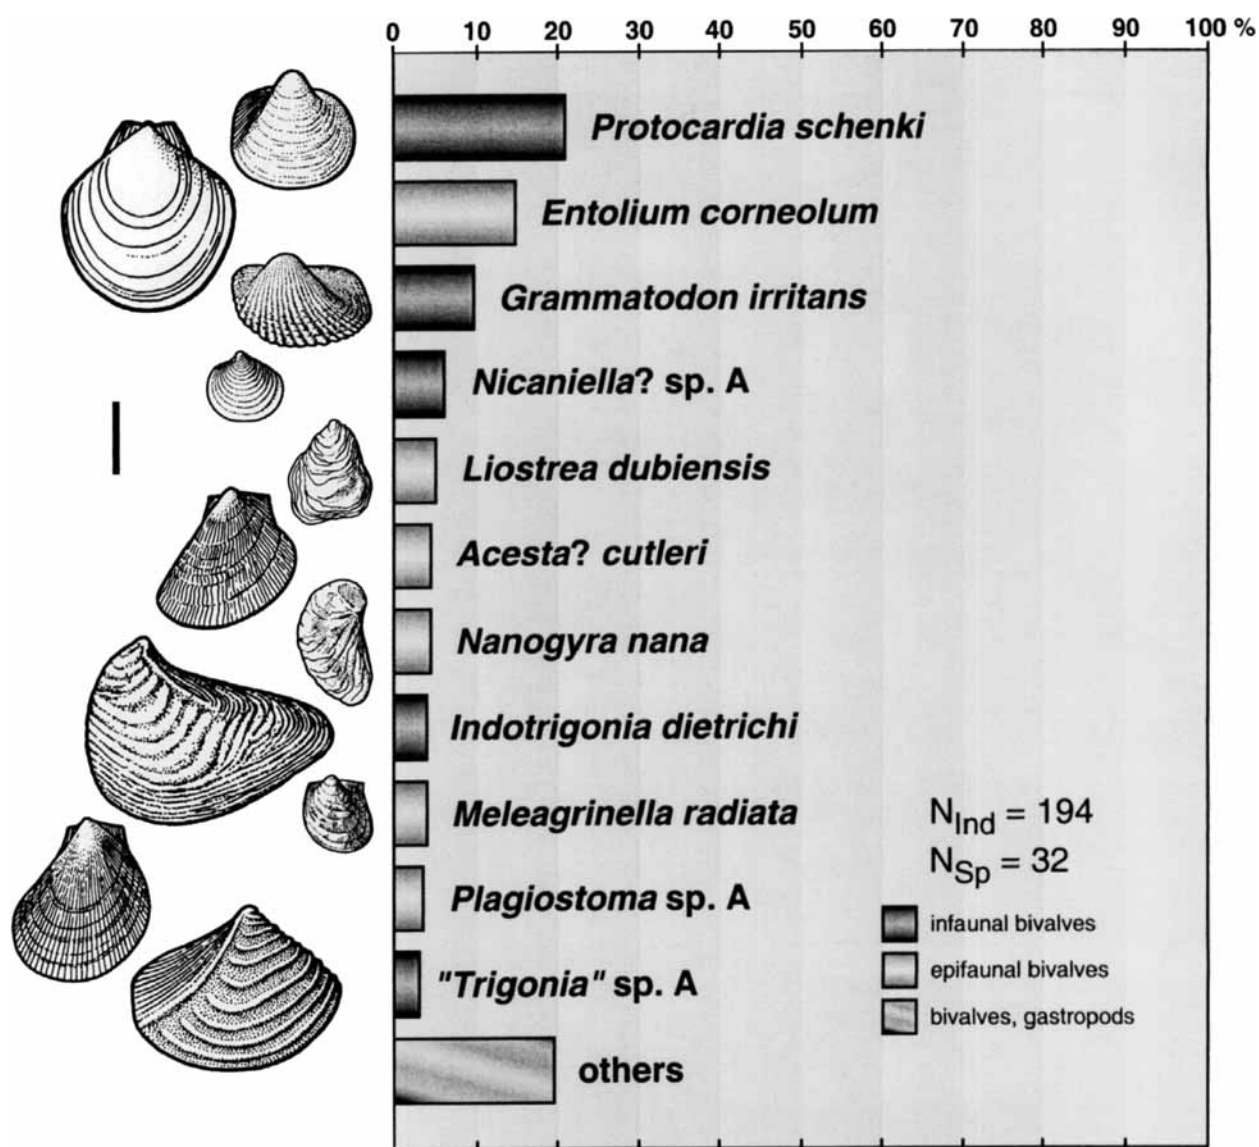 0 10 20 30 40 50 60 70 80 90 100 %
Protocardia schenki
Entolium corneolum
Grammatodon irritans
Nicaniella? sp. A
Liostrea dubiensis
Acesta? cutleri
Nanogyra nana
Indotrigonia dietrichi
Meleagrinella radiata
Plagiostoma sp. A
"Trigonia" sp. A
others
NInd = 194
NSp = 32
infaunal bivalves
epifaunal bivalves
bivalves, gastropods